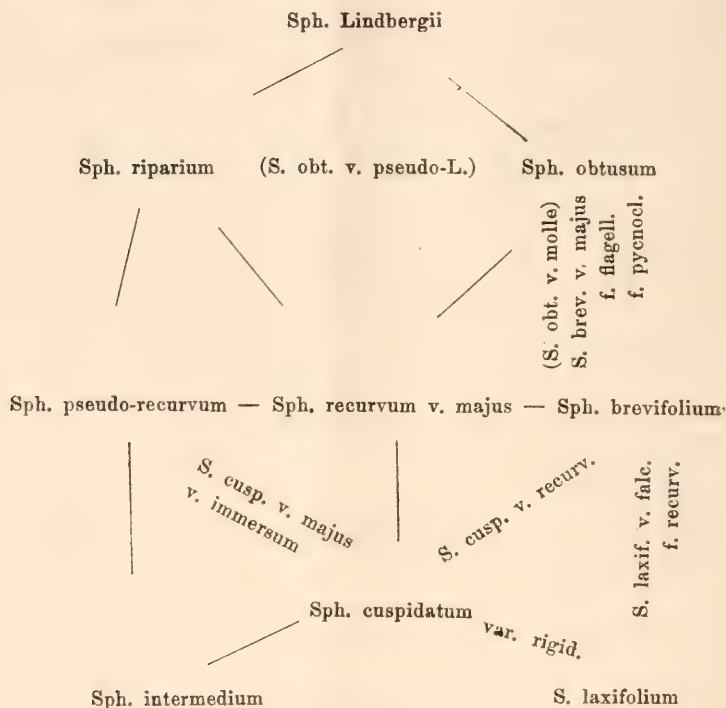 Sph. Lindbergii
Sph. riparium (S. obt. v. pseudo-L.) Sph. obtusum
(S. obt. v. molle)
S. brev. v. majus
f. flagell.
f. pycnocl.
Sph. pseudo-recurvum — Sph. recurvum v. majus — Sph. brevifolium
S. cusp. v. majus
v. immersum
S. cusp. v. recurv.
S. laxif. v. falc.
f. recurv.
Sph. cuspidatum
var. rigid.
Sph. intermedium
S. laxifolium